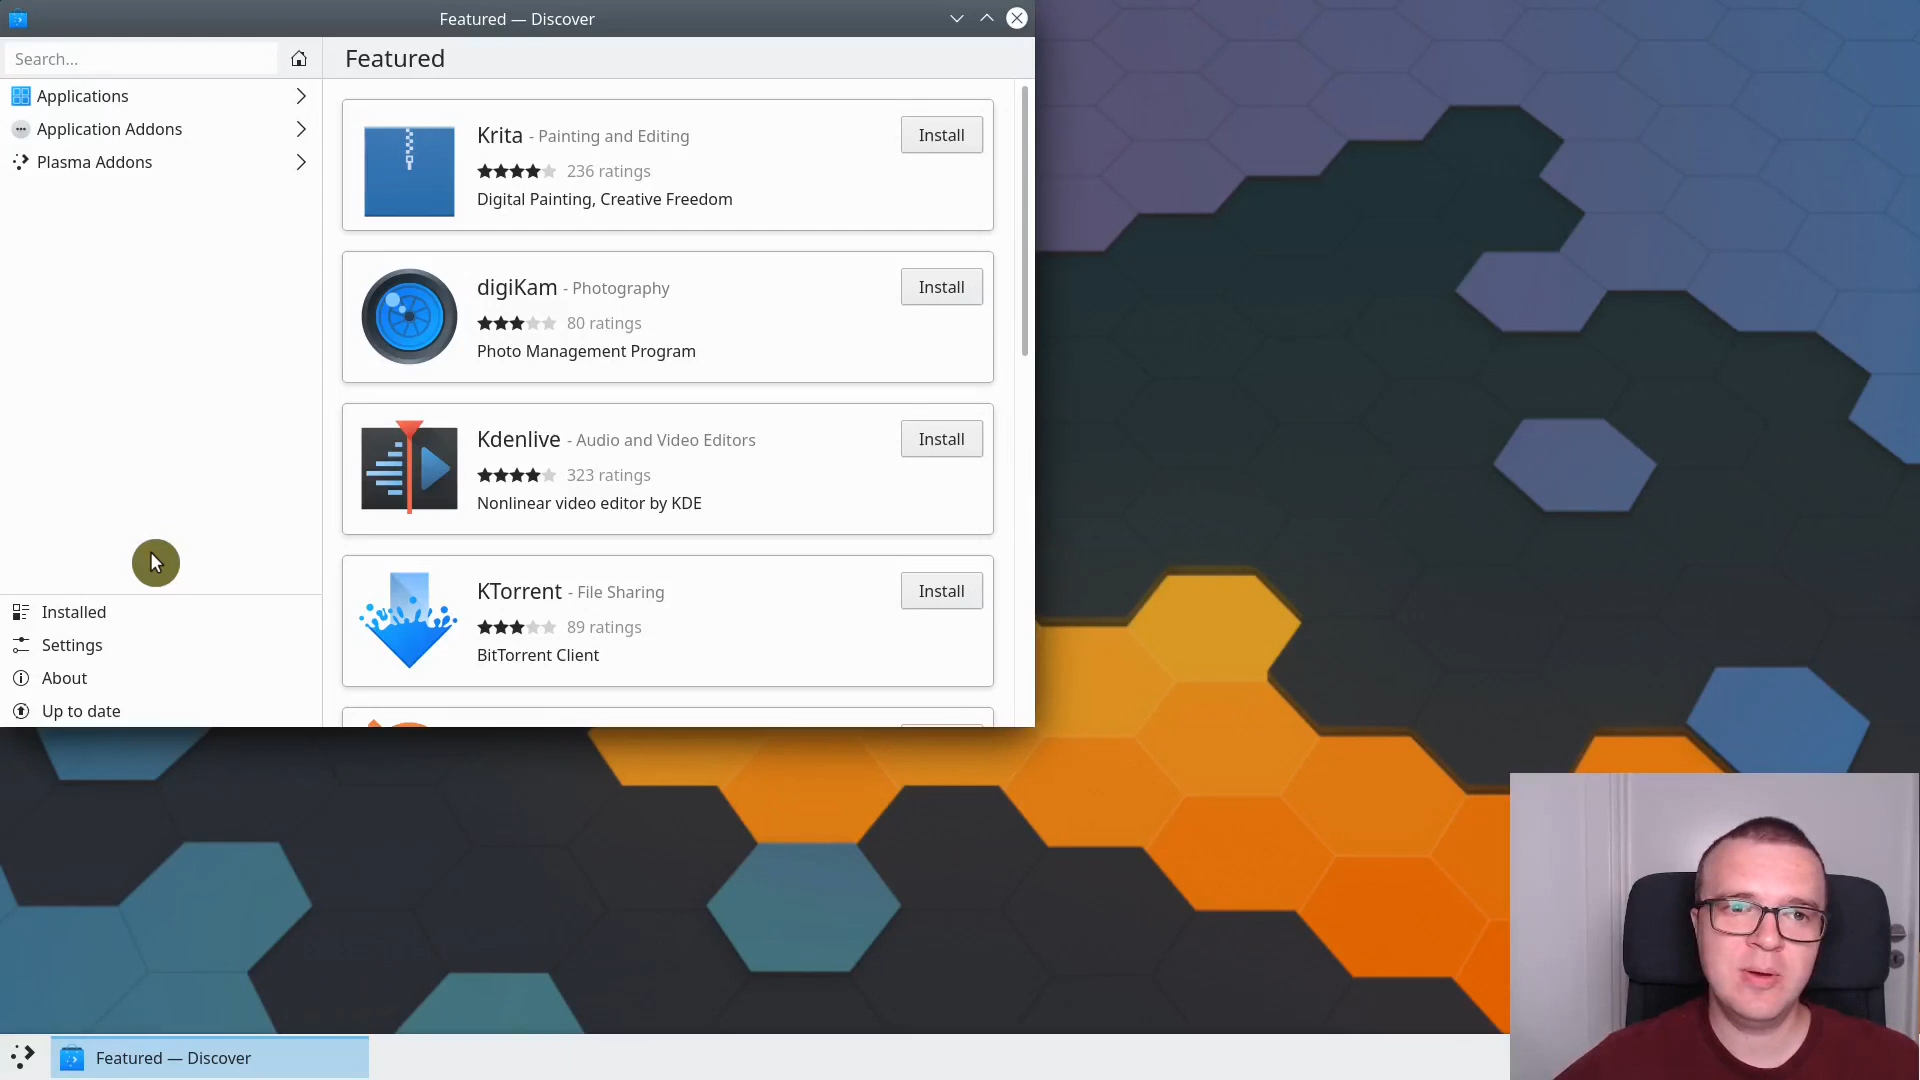 Featured — Discover
Search...
Featured
Applications
Application Addons
Plasma Addons
Krita - Painting and Editing
Install
236 ratings
Digital Painting, Creative Freedom
digiKam - Photography
Install
80 ratings
Photo Management Program
Kdenlive - Audio and Video Editors
Install
323 ratings
Nonlinear video editor by KDE
KTorrent - File Sharing
Install
89 ratings
BitTorrent Client
Installed
Settings
About
Up to date
Featured — Discover